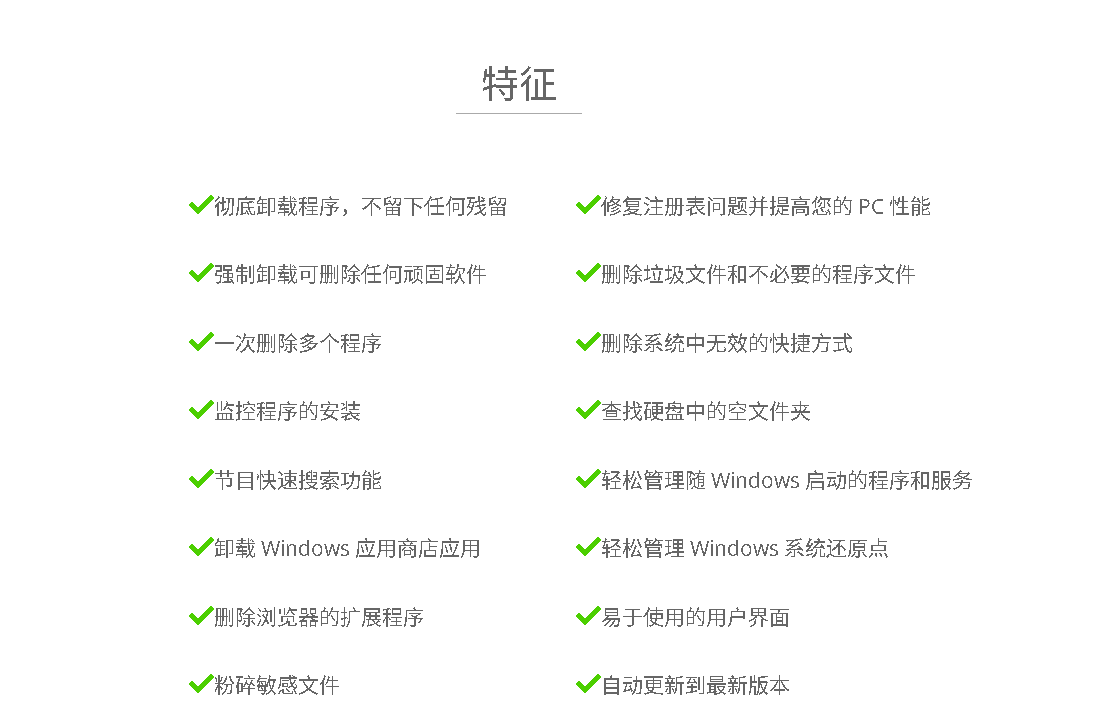 特征
彻底卸载程序，不留下任何残留
修复注册表问题并提高您的 PC 性能
强制卸载可删除任何顽固软件
删除垃圾文件和不必要的程序文件
一次删除多个程序
删除系统中无效的快捷方式
监控程序的安装
查找硬盘中的空文件夹
节目快速搜索功能
轻松管理随 Windows 启动的程序和服务
卸载 Windows 应用商店应用
轻松管理 Windows 系统还原点
删除浏览器的扩展程序
易于使用的用户界面
粉碎敏感文件
自动更新到最新版本